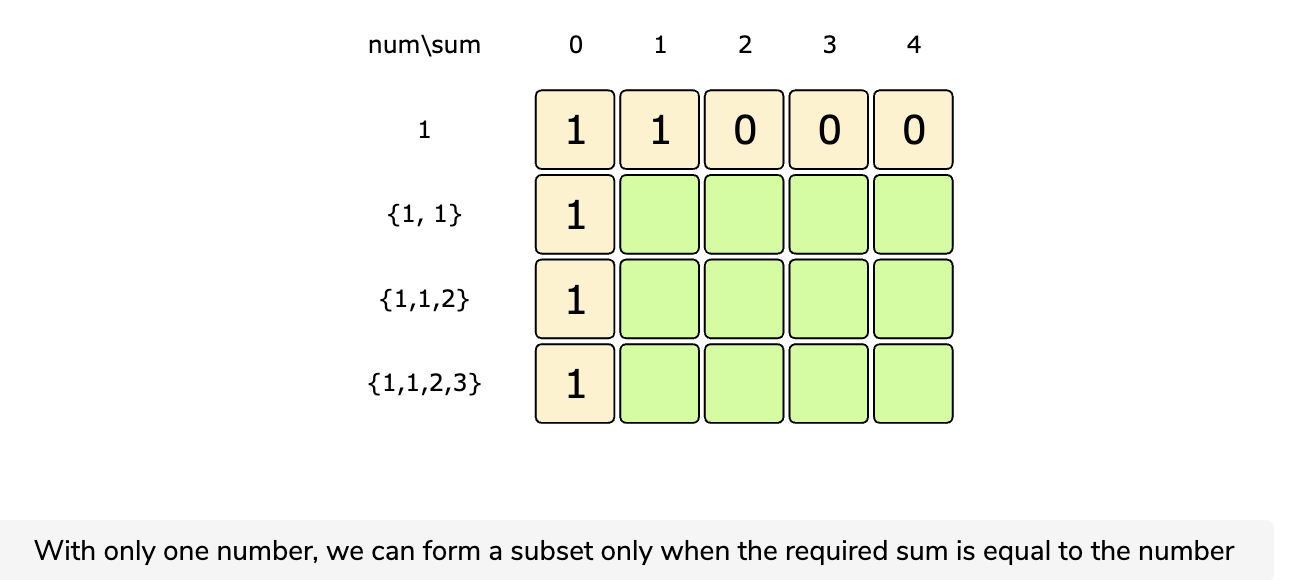 num\sum 0 1 2 3 4
1 1 1 0 0 0
{1, 1} 1
{1,1,2} 1
{1,1,2,3} 1
With only one number, we can form a subset only when the required sum is equal to the number